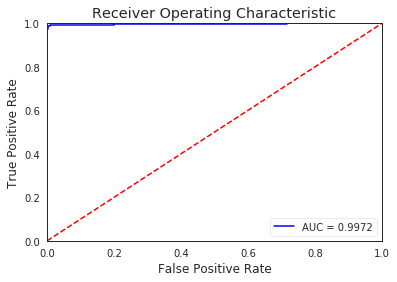 Receiver Operating Characteristic
True Positive Rate
1.0
0.8
0.6
0.4
0.2
0.0
AUC = 0.9972
0.0 0.2 0.4 0.6 0.8 1.0
False Positive Rate